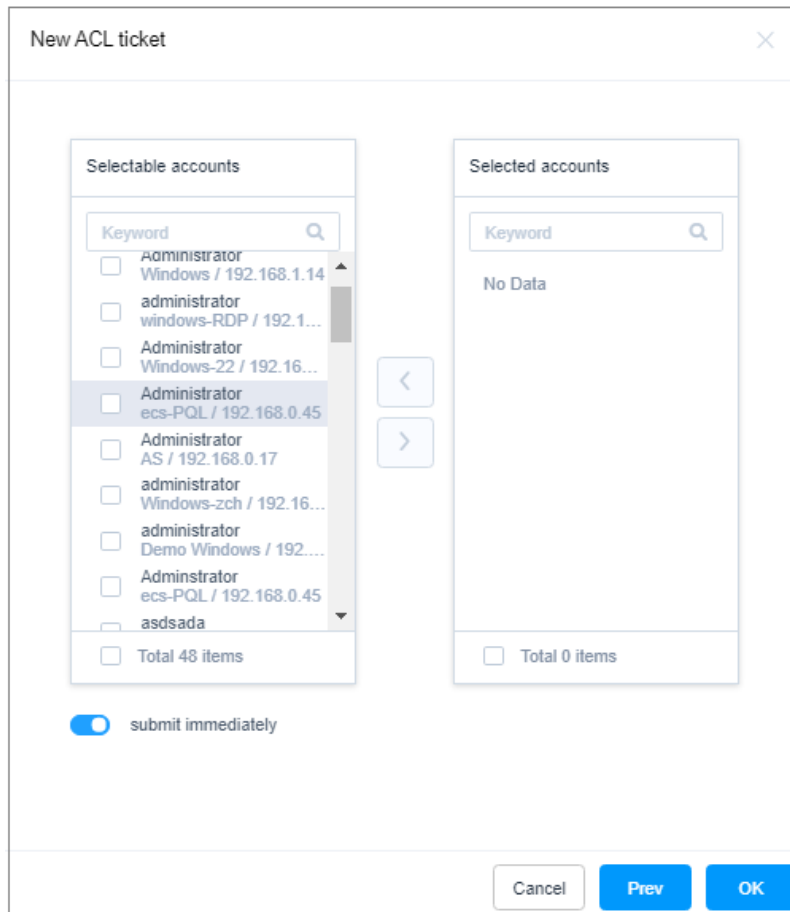 New ACL ticket
Selectable accounts
Keyword
Administrator
Windows / 192.168.1.14
administrator
windows-RDP / 192.1...
Administrator
Windows-22 / 192.16...
Administrator
ecs-PQL / 192.168.0.45
Administrator
AS / 192.168.0.17
administrator
Windows-zch / 192.16...
administrator
Demo Windows / 192....
Adminstrator
ecs-PQL / 192.168.0.45
asdsada
Total 48 items
Selected accounts
Keyword
No Data
Total 0 items
submit immediately
Cancel
Prev
OK